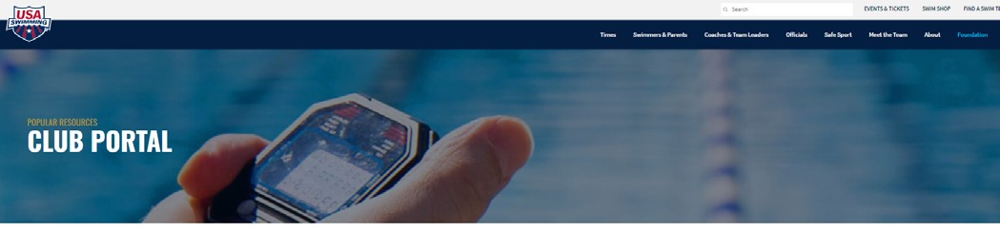 USA
SWIMMING
Search
EVENTS & TICKETS
SWIM SHOP
FIND A SWIM TE
Times
Swimmers & Parents
Coaches & Team Leaders
Officials
Safe Sport
Meet the Team
About
Foundation
POPULAR RESOURCES
CLUB PORTAL